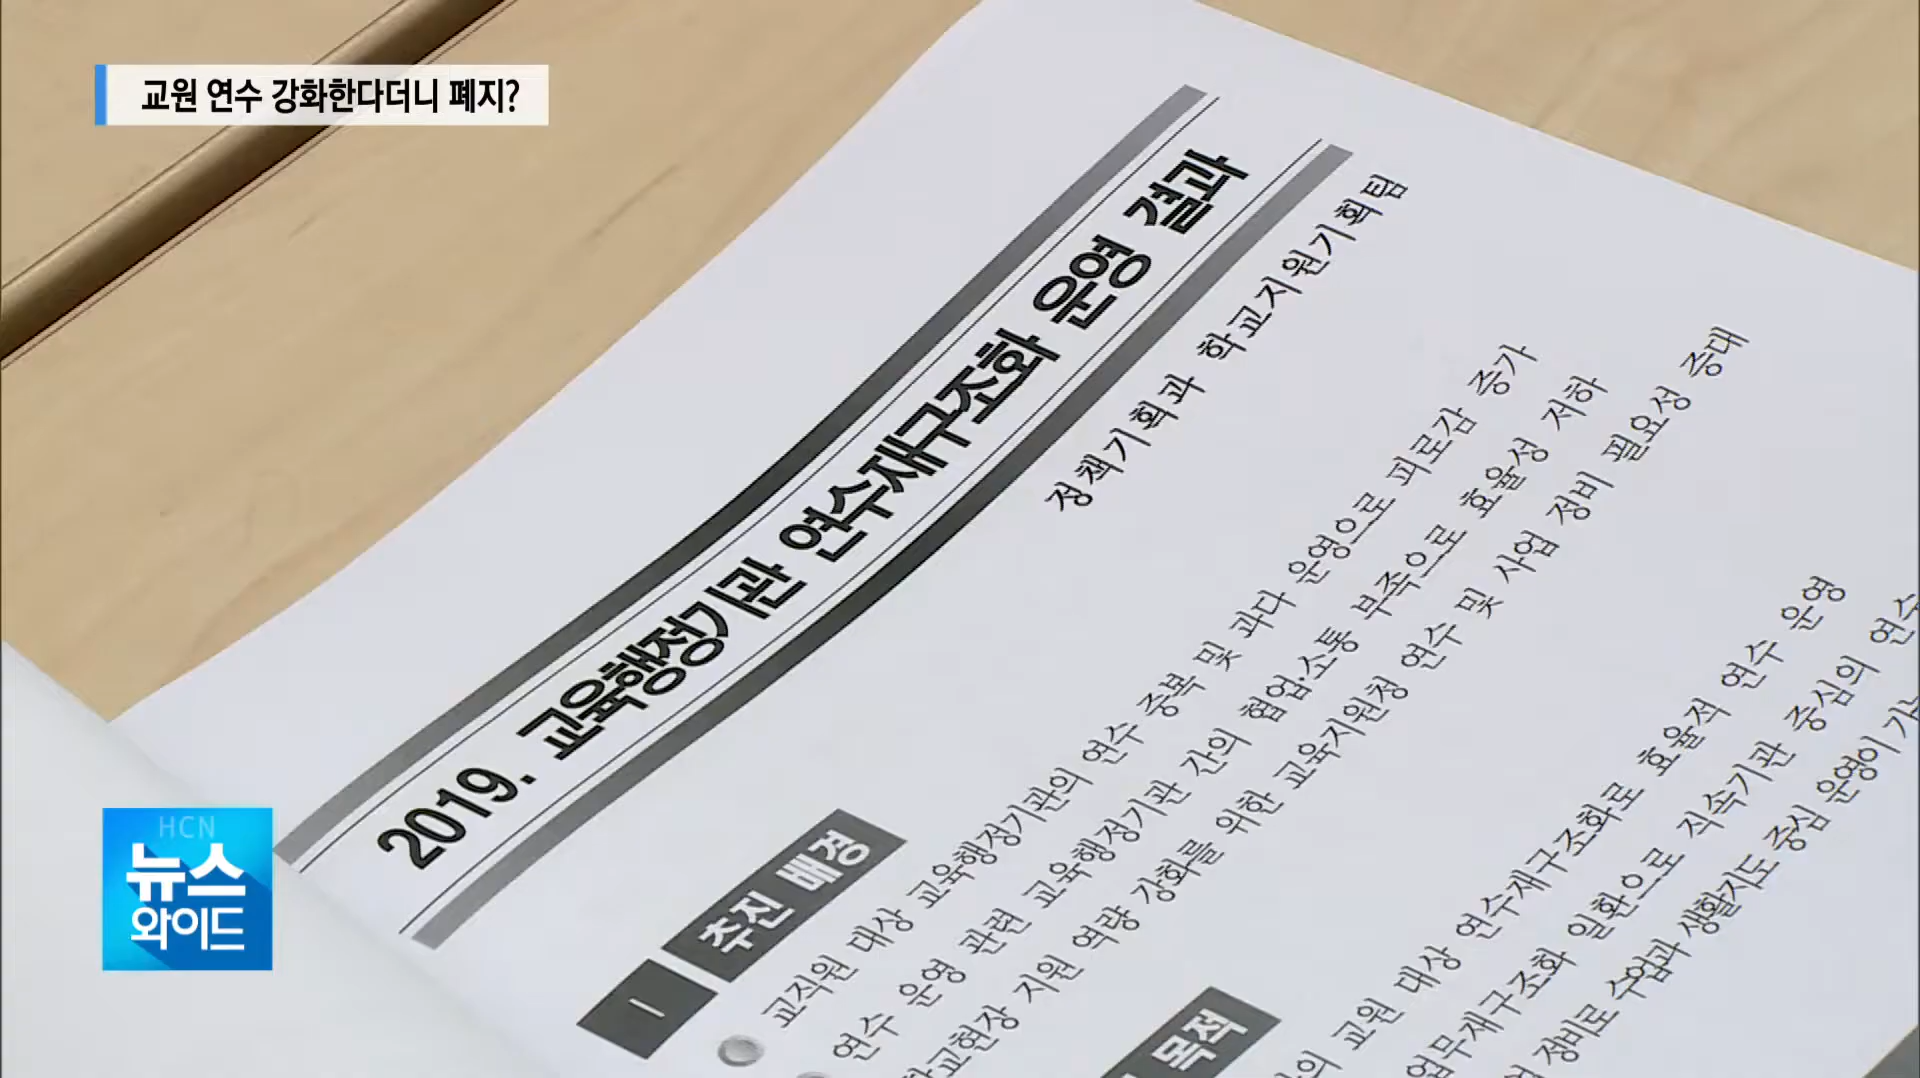 교원 연수 강화한다더니 폐지?
2019. 교육행정기관 연수재구조화 운영 결과
정책기획과 학교지원기획팀
Ⅰ 추진 배경
교직원 대상 교육행정기관의 연수 중복 및 과다 운영으로 피로감 증가
연수 운영 관련 교육행정기관 간의 협업·소통 부족으로 효율성 저하
학교현장 지원 역량 강화를 위한 교육지원청 연수 및 사업 정비 필요성 증대
목적
의 교원 대상 연수재구조화로 효율적 연수 운영
업무재구조화 일환으로 직속기관 중심의 연수
정비로 수업과 생활지도 중심 운영이 가능
HCN
뉴스
와이드